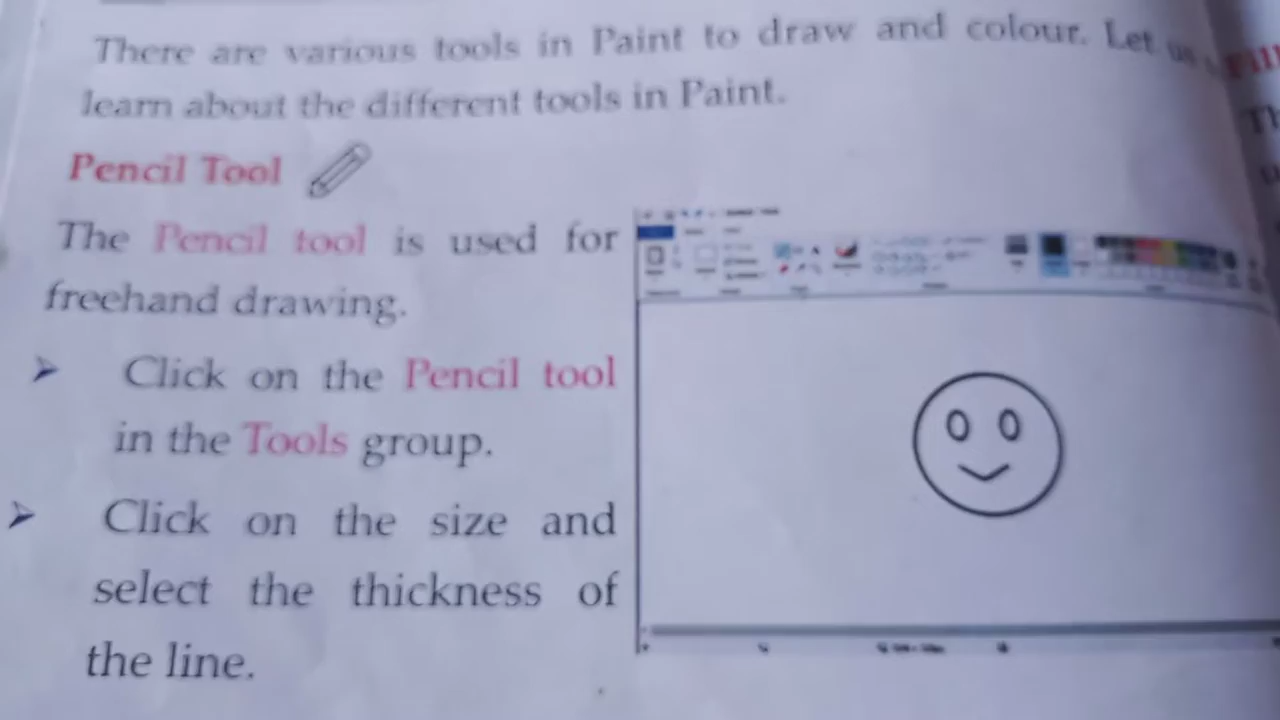 There are various tools in Paint to draw and colour. Let us
learn about the different tools in Paint.
Pencil Tool
The Pencil tool is used for
freehand drawing.
➤ Click on the Pencil tool
in the Tools group.
➤ Click on the size and
select the thickness of
the line.